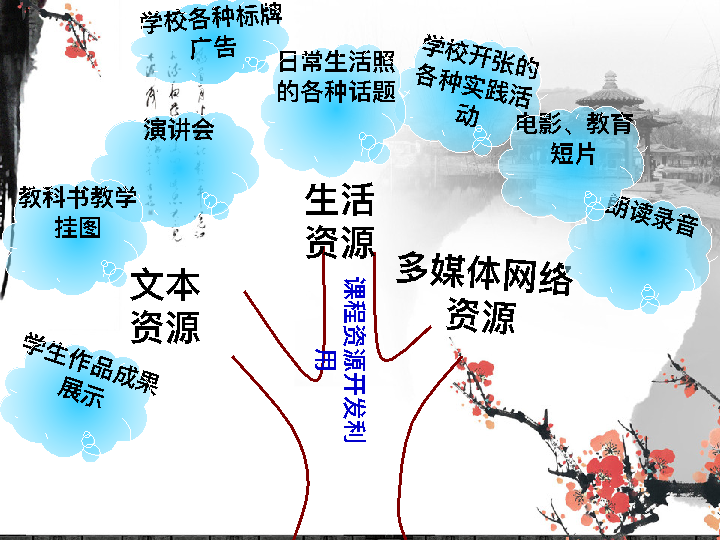 学校各种标牌
广告
日常生活照
的各种话题
学校开张的
各种实践活
动
演讲会
电影、教育
短片
教科书教学
挂图
朗读录音
生活
资源
文本
资源
多媒体网络
资源
课程资源开发利
用
学生作品成果
展示